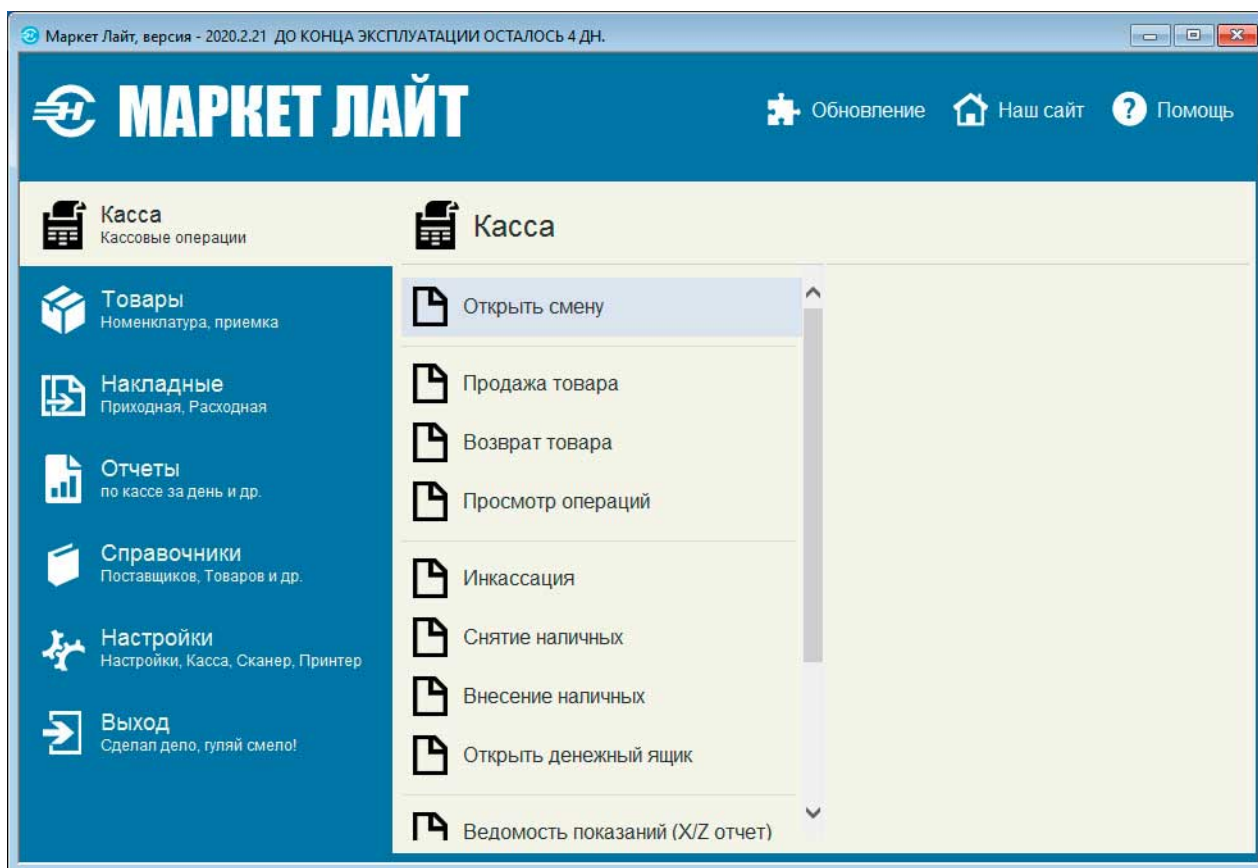 Маркет Лайт, версия - 2020.2.21 ДО КОНЦА ЭКСПЛУАТАЦИИ ОСТАЛОСЬ 4 ДН.
МАРКЕТ ЛАЙТ
Обновление
Наш сайт
? Помощь
Касса
Кассовые операции
Товары
Номенклатура, приемка
Накладные
Приходная, Расходная
Отчеты
по кассе за день и др.
Справочники
Поставщиков, Товаров и др.
Настройки
Настройки, Касса, Сканер, Принтер
Выход
Сделал дело, гуляй смело!
Касса
Открыть смену
Продажа товара
Возврат товара
Просмотр операций
Инкассация
Снятие наличных
Внесение наличных
Открыть денежный ящик
Ведомость показаний (X/Z отчет)